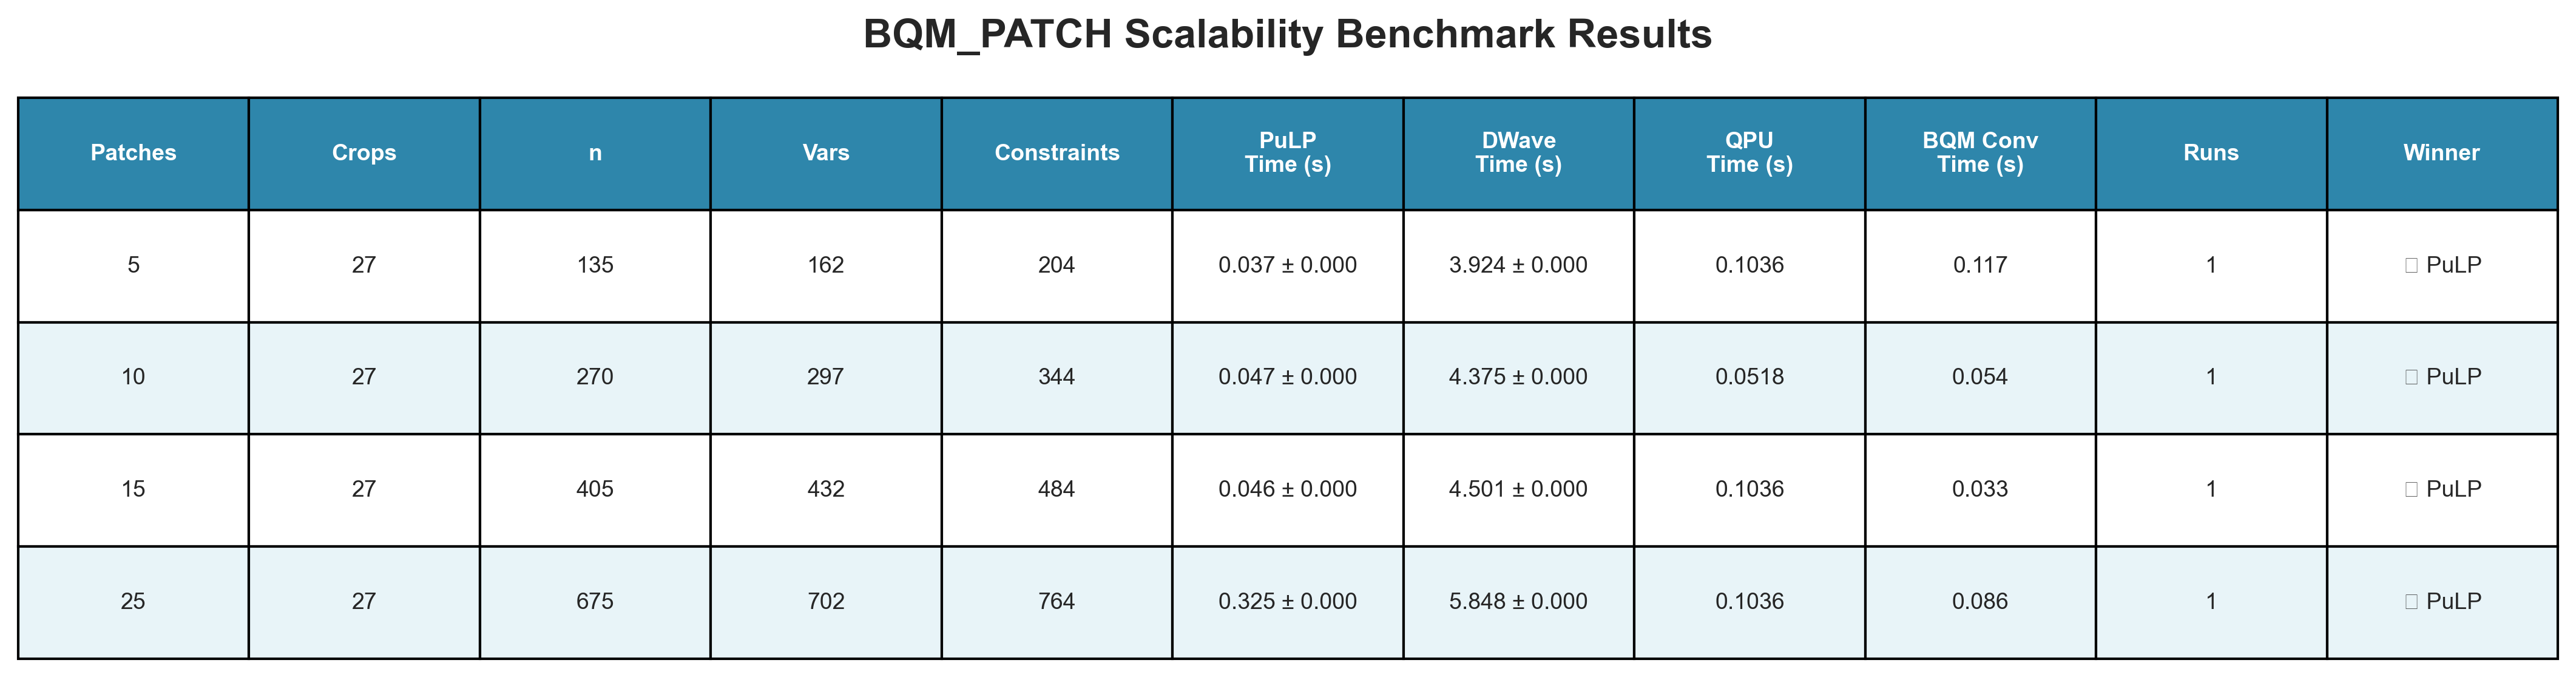 BQM_PATCH Scalability Benchmark Results
Patches Crops n Vars Constraints PuLP Time (s) DWave Time (s) QPU Time (s) BQM Conv Time (s) Runs Winner
5 27 135 162 204 0.037 ± 0.000 3.924 ± 0.000 0.1036 0.117 1 PuLP
10 27 270 297 344 0.047 ± 0.000 4.375 ± 0.000 0.0518 0.054 1 PuLP
15 27 405 432 484 0.046 ± 0.000 4.501 ± 0.000 0.1036 0.033 1 PuLP
25 27 675 702 764 0.325 ± 0.000 5.848 ± 0.000 0.1036 0.086 1 PuLP